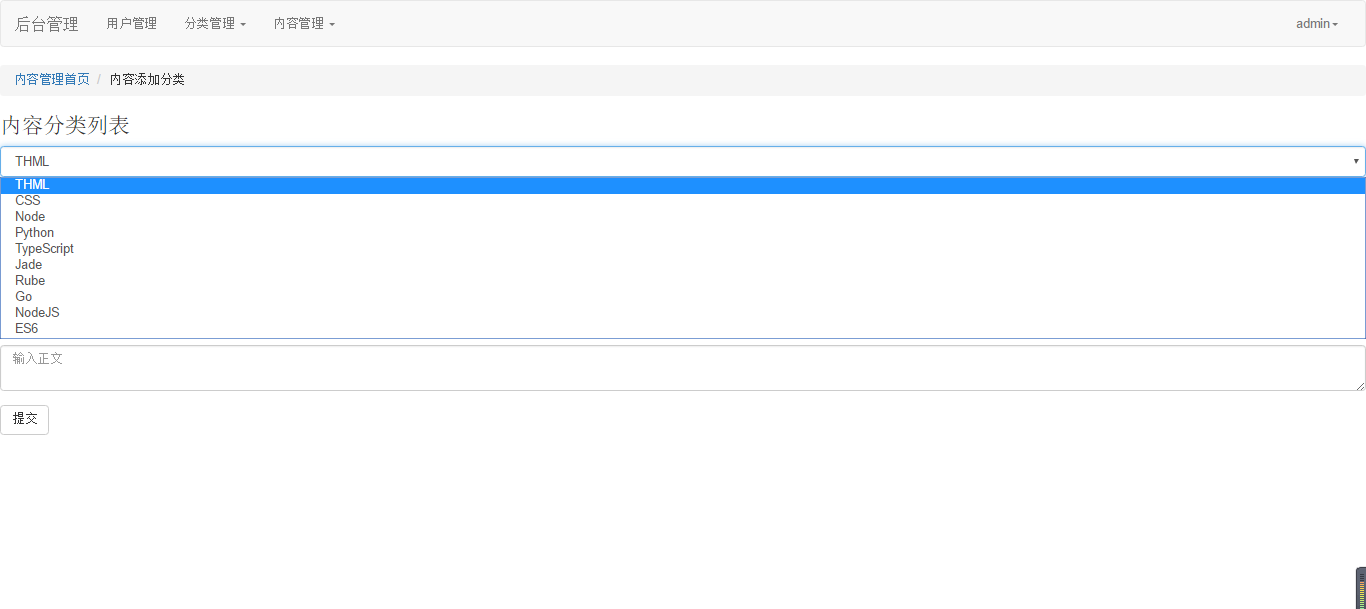 后台管理 用户管理 分类管理 内容管理 admin
内容管理首页 / 内容添加分类
内容分类列表
THML
THML
CSS
Node
Python
TypeScript
Jade
Rube
Go
NodeJS
ES6
输入正文
提交